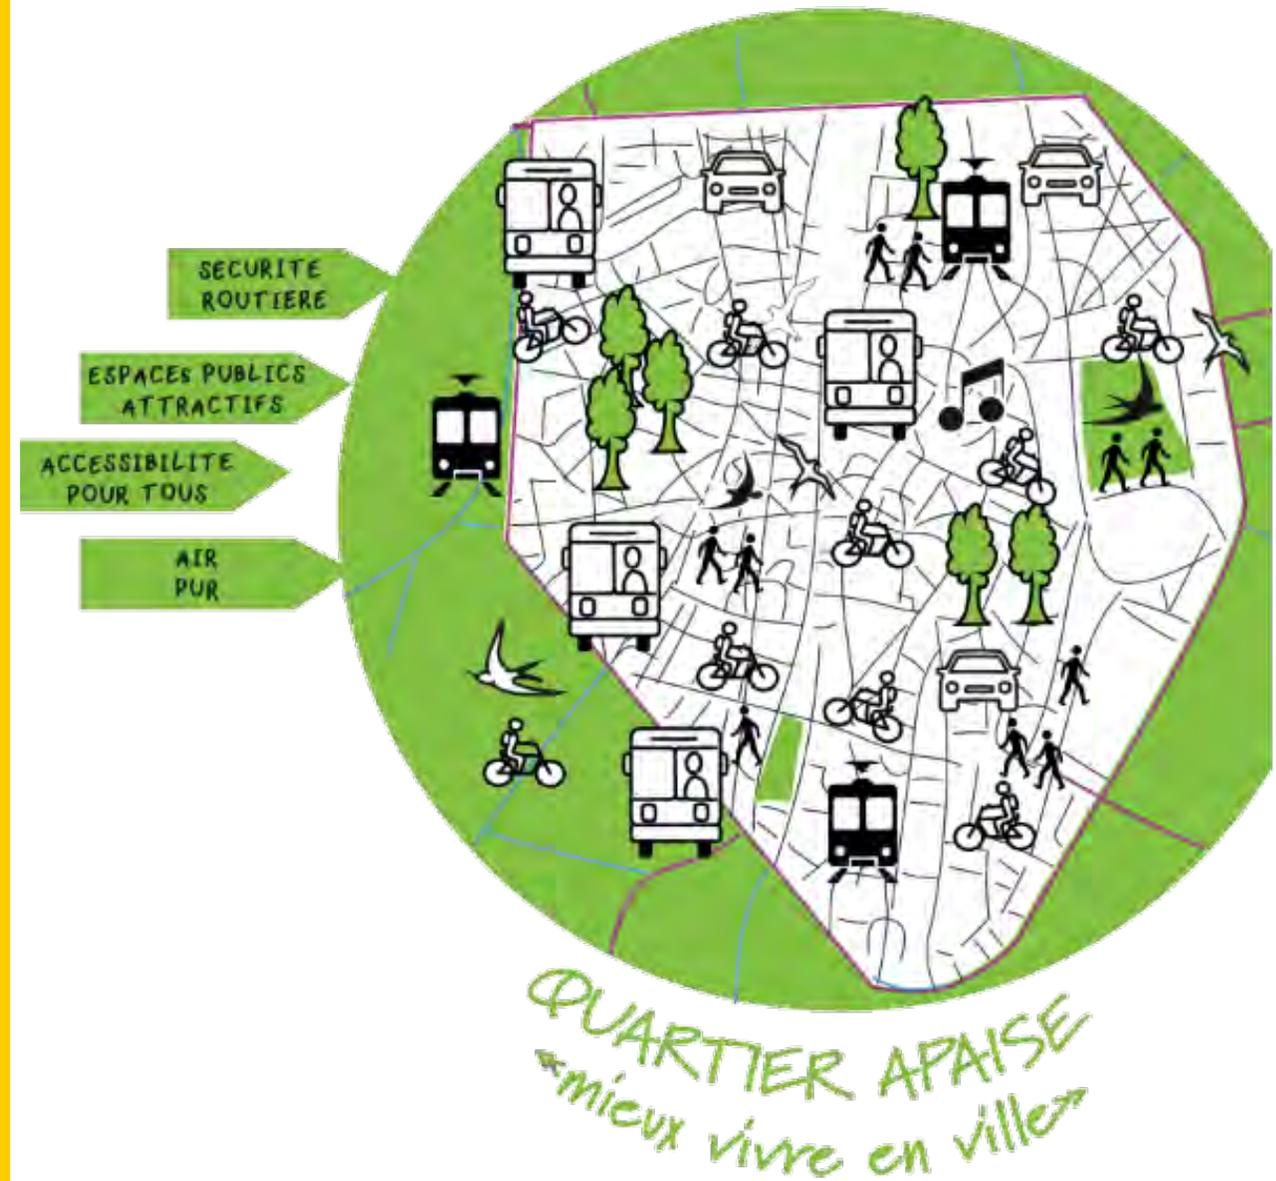 SECURITE
ROUTIERE
ESPACES PUBLICS
ATTRACTIFS
ACCESSIBILITE
POUR TOUS
AIR
PUR
QUARTIER APAISE
«mieux vivre en ville»